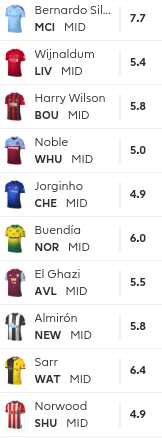 Bernardo Sil...
MCI MID
7.7
Wijnaldum
LIV MID
5.4
Harry Wilson
BOU MID
5.8
Noble
WHU MID
5.0
Jorginho
CHE MID
4.9
Buendía
NOR MID
6.0
El Ghazi
AVL MID
5.5
Almirón
NEW MID
5.8
Sarr
WAT MID
6.4
Norwood
SHU MID
4.9